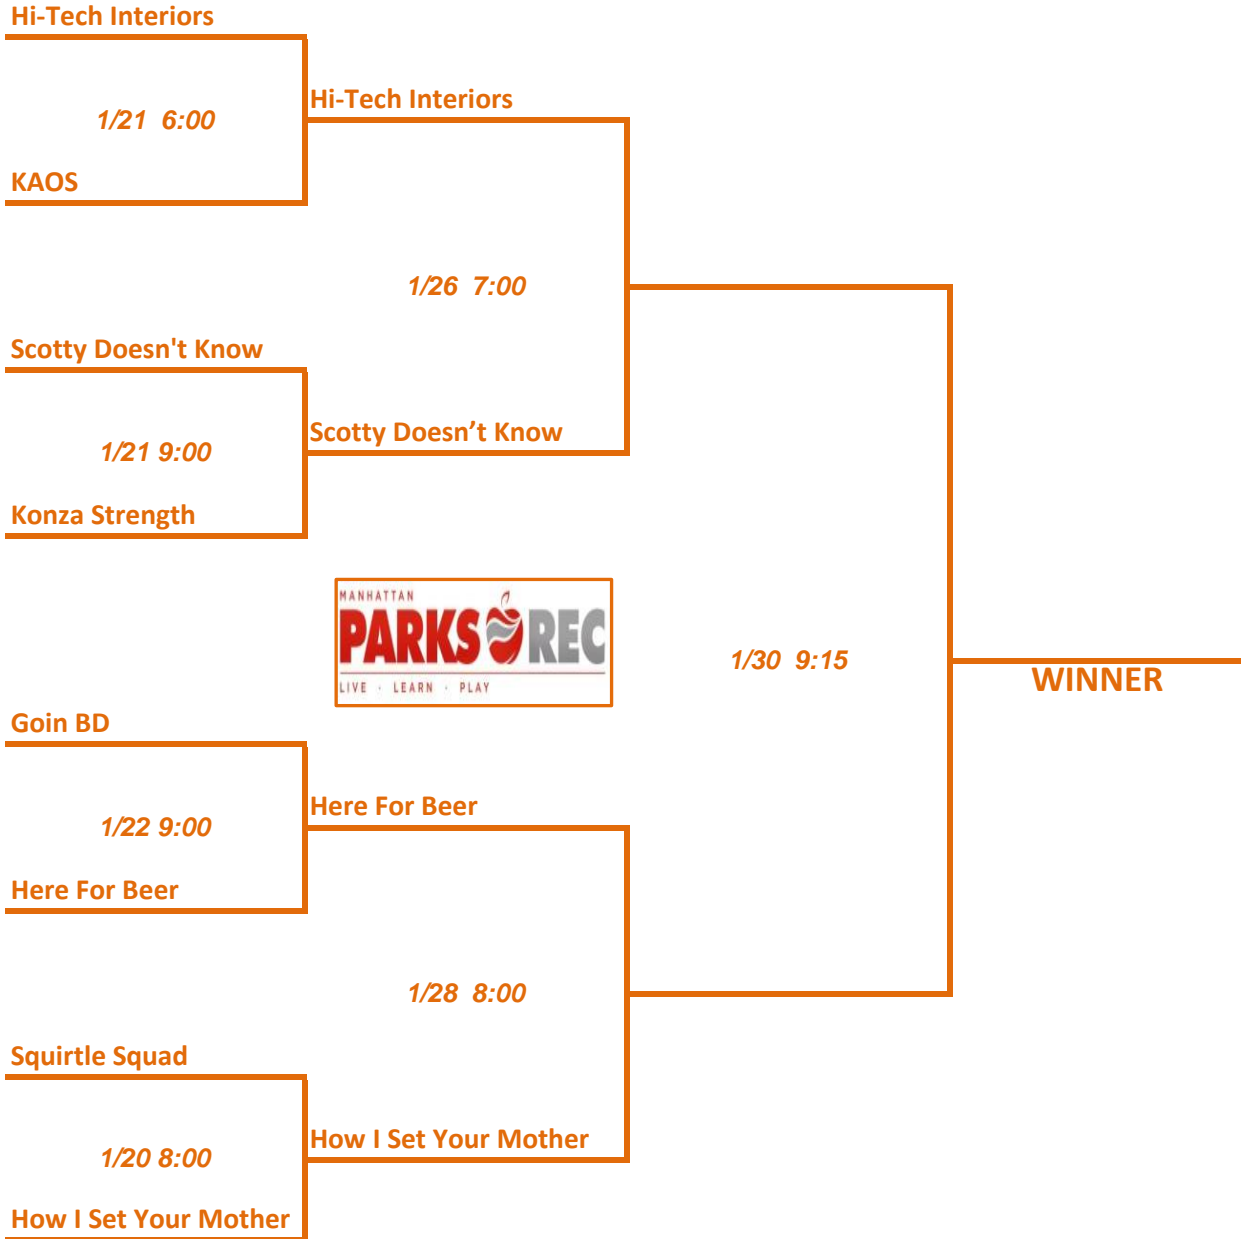 Hi-Tech Interiors
1/21 6:00
Hi-Tech Interiors
KAOS
1/26 7:00
Scotty Doesn't Know
1/21 9:00
Scotty Doesn’t Know
Konza Strength
MANHATTAN
PARKS REC
LIVE · LEARN · PLAY
1/30 9:15
WINNER
Goin BD
1/22 9:00
Here For Beer
Here For Beer
1/28 8:00
Squirtle Squad
1/20 8:00
How I Set Your Mother
How I Set Your Mother